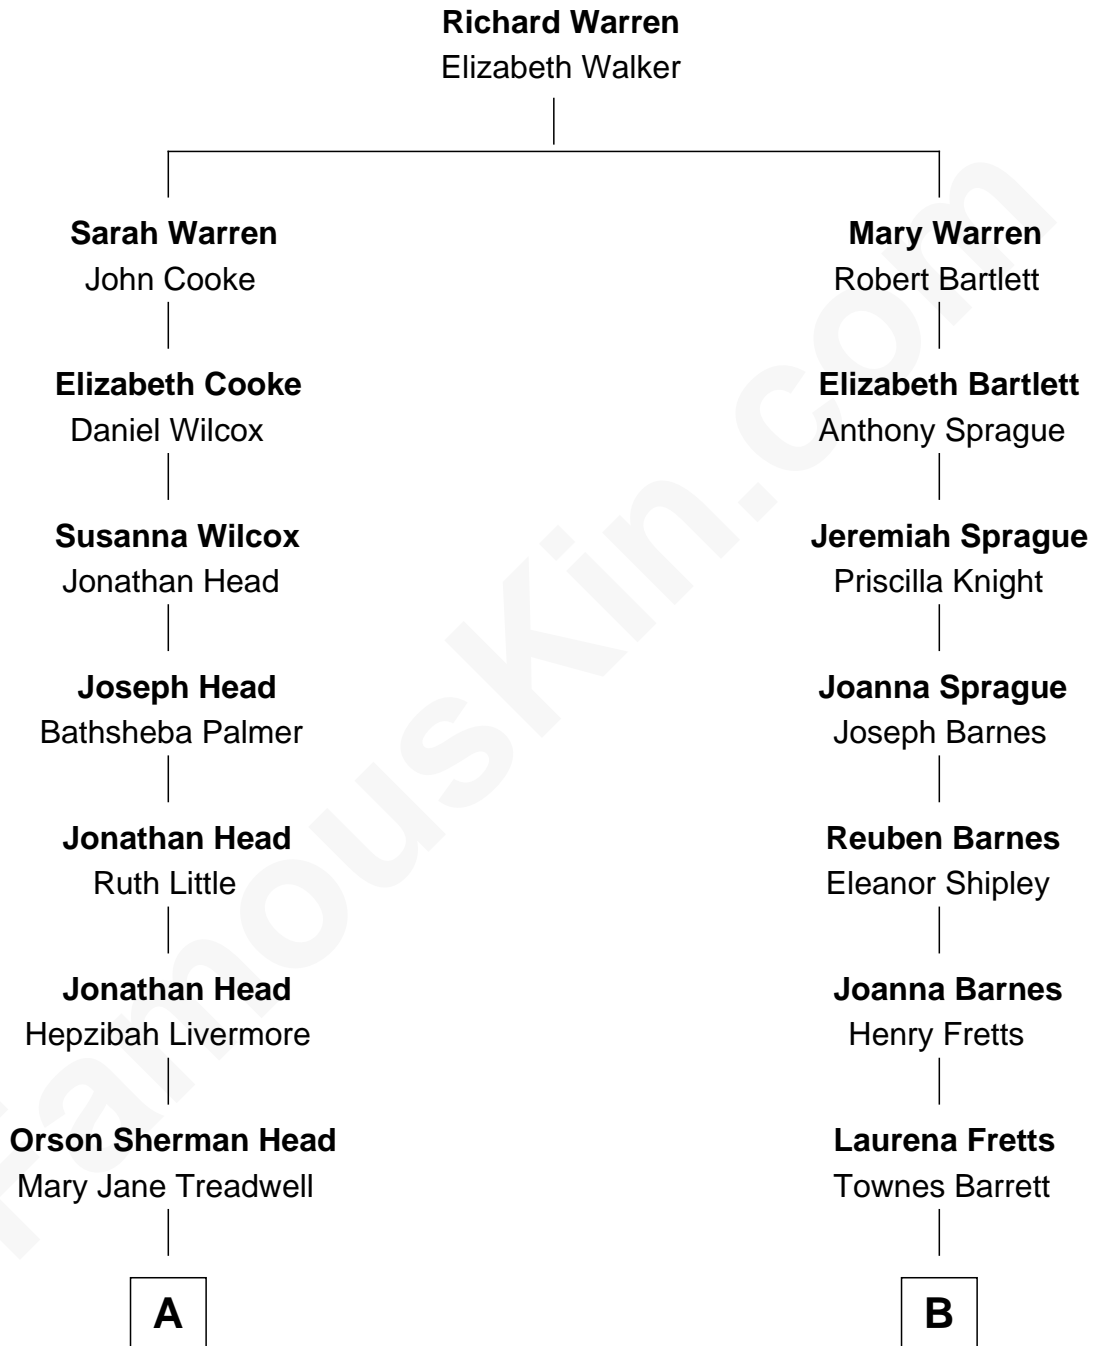 Richard Warren
Elizabeth Walker
Sarah Warren
John Cooke
Elizabeth Cooke
Daniel Wilcox
Susanna Wilcox
Jonathan Head
Joseph Head
Bathsheba Palmer
Jonathan Head
Ruth Little
Jonathan Head
Hepzibah Livermore
Orson Sherman Head
Mary Jane Treadwell
A
Mary Warren
Robert Bartlett
Elizabeth Bartlett
Anthony Sprague
Jeremiah Sprague
Priscilla Knight
Joanna Sprague
Joseph Barnes
Reuben Barnes
Eleanor Shipley
Joanna Barnes
Henry Fretts
Laurena Fretts
Townes Barrett
B
FamousKin.com